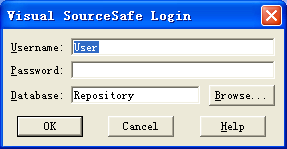 Visual SourceSafe Login
Username: User
Password:
Database: Repository Browse...
OK Cancel Help